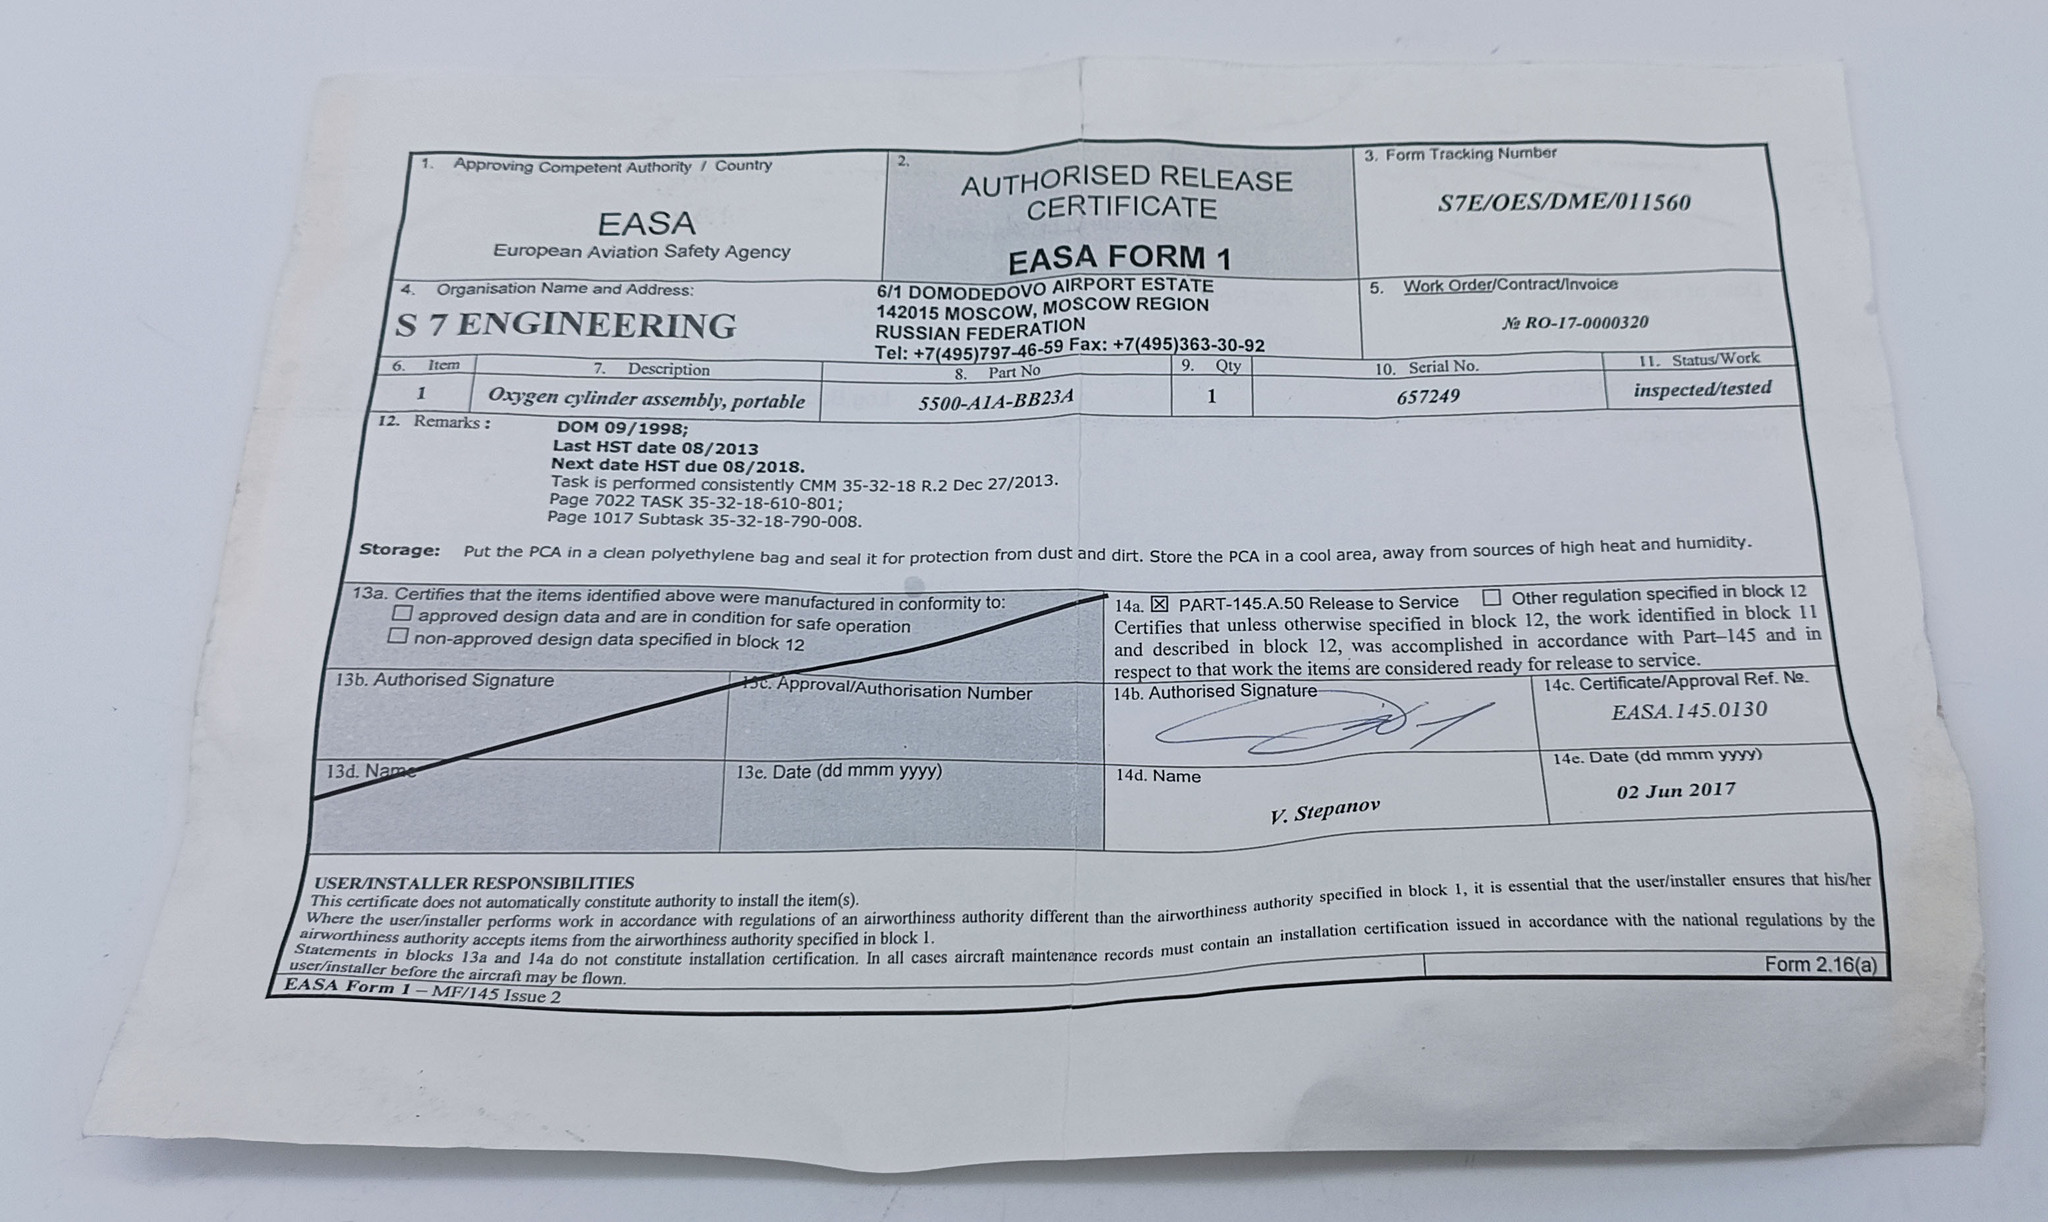 1. Approving Competent Authority / Country
EASA
European Aviation Safety Agency
2.
AUTHORISED RELEASE
CERTIFICATE
EASA FORM 1
3. Form Tracking Number
S7E/OES/DME/011560
4. Organisation Name and Address:
S 7 ENGINEERING
6/1 DOMODEDOVO AIRPORT ESTATE
142015 MOSCOW, MOSCOW REGION
RUSSIAN FEDERATION
Tel: +7(495)797-46-59 Fax: +7(495)363-30-92
5. Work Order/Contract/Invoice
№ RO-17-0000320
6. Item
7. Description
8. Part No
9. Qty
10. Serial No.
11. Status/Work
1
Oxygen cylinder assembly, portable
5500-A1A-BB23A
1
657249
inspected/tested
12. Remarks:
DOM 09/1998;
Last HST date 08/2013
Next date HST due 08/2018.
Task is performed consistently CMM 35-32-18 R.2 Dec 27/2013.
Page 7022 TASK 35-32-18-610-801;
Page 1017 Subtask 35-32-18-790-008.
Storage: Put the PCA in a clean polyethylene bag and seal it for protection from dust and dirt. Store the PCA in a cool area, away from sources of high heat and humidity.
13a. Certifies that the items identified above were manufactured in conformity to:
approved design data and are in condition for safe operation
non-approved design data specified in block 12
14a. ☒ PART-145.A.50 Release to Service ☐ Other regulation specified in block 12
Certifies that unless otherwise specified in block 12, the work identified in block 11
and described in block 12, was accomplished in accordance with Part–145 and in
respect to that work the items are considered ready for release to service.
13b. Authorised Signature
13c. Approval/Authorisation Number
14b. Authorised Signature
14c. Certificate/Approval Ref. №.
EASA.145.0130
13d. Name
13e. Date (dd mmm yyyy)
14d. Name
V. Stepanov
14e. Date (dd mmm yyyy)
02 Jun 2017
USER/INSTALLER RESPONSIBILITIES
This certificate does not automatically constitute authority to install the item(s).
Where the user/installer performs work in accordance with regulations of an airworthiness authority different than the airworthiness authority specified in block 1, it is essential that the user/installer ensures that his/her
airworthiness authority accepts items from the airworthiness authority specified in block 1.
Statements in blocks 13a and 14a do not constitute installation certification. In all cases aircraft maintenance records must contain an installation certification issued in accordance with the national regulations by the
user/installer before the aircraft may be flown.
EASA Form 1 – MF/145 Issue 2
Form 2.16(a)